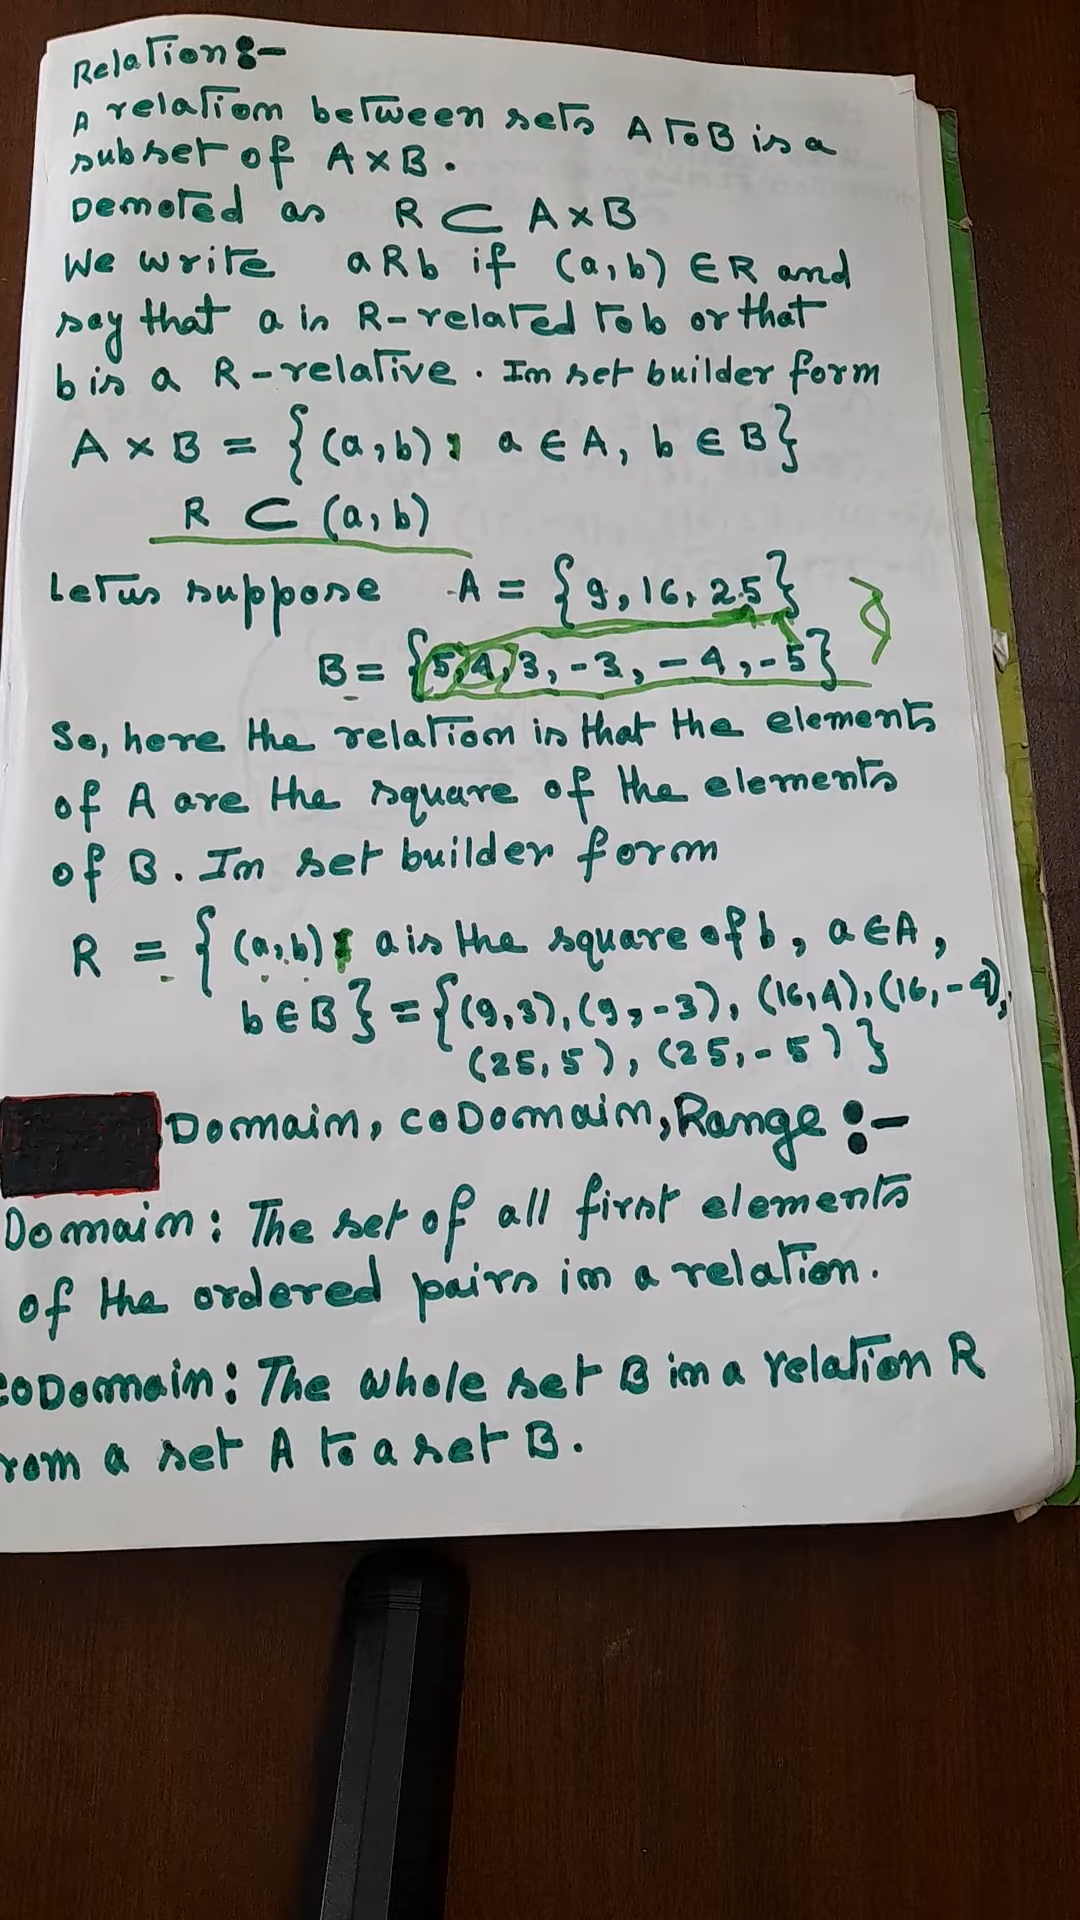 Relation:-
A relation between sets A to B is a
subset of A × B.
Denoted as R ⊂ A × B
We write aRb if (a,b) ∈ R and
say that a is R-related to b or that
b is a R-relative. In set builder form
A × B = {(a,b): a ∈ A, b ∈ B}
R ⊂ (a,b)
Let us suppose A = {9, 16, 25}
B = {5, 4, 3, -3, -4, -5}
So, here the relation is that the elements
of A are the square of the elements
of B. In set builder form
R = {(a,b): a is the square of b, a ∈ A,
b ∈ B} = {(9,3), (9,-3), (16,4), (16,-4),
(25,5), (25,-5)}
Domain, coDomain, Range :-
Domain: The set of all first elements
of the ordered pairs in a relation.
coDomain: The whole set B in a relation R
rom a set A to a set B.